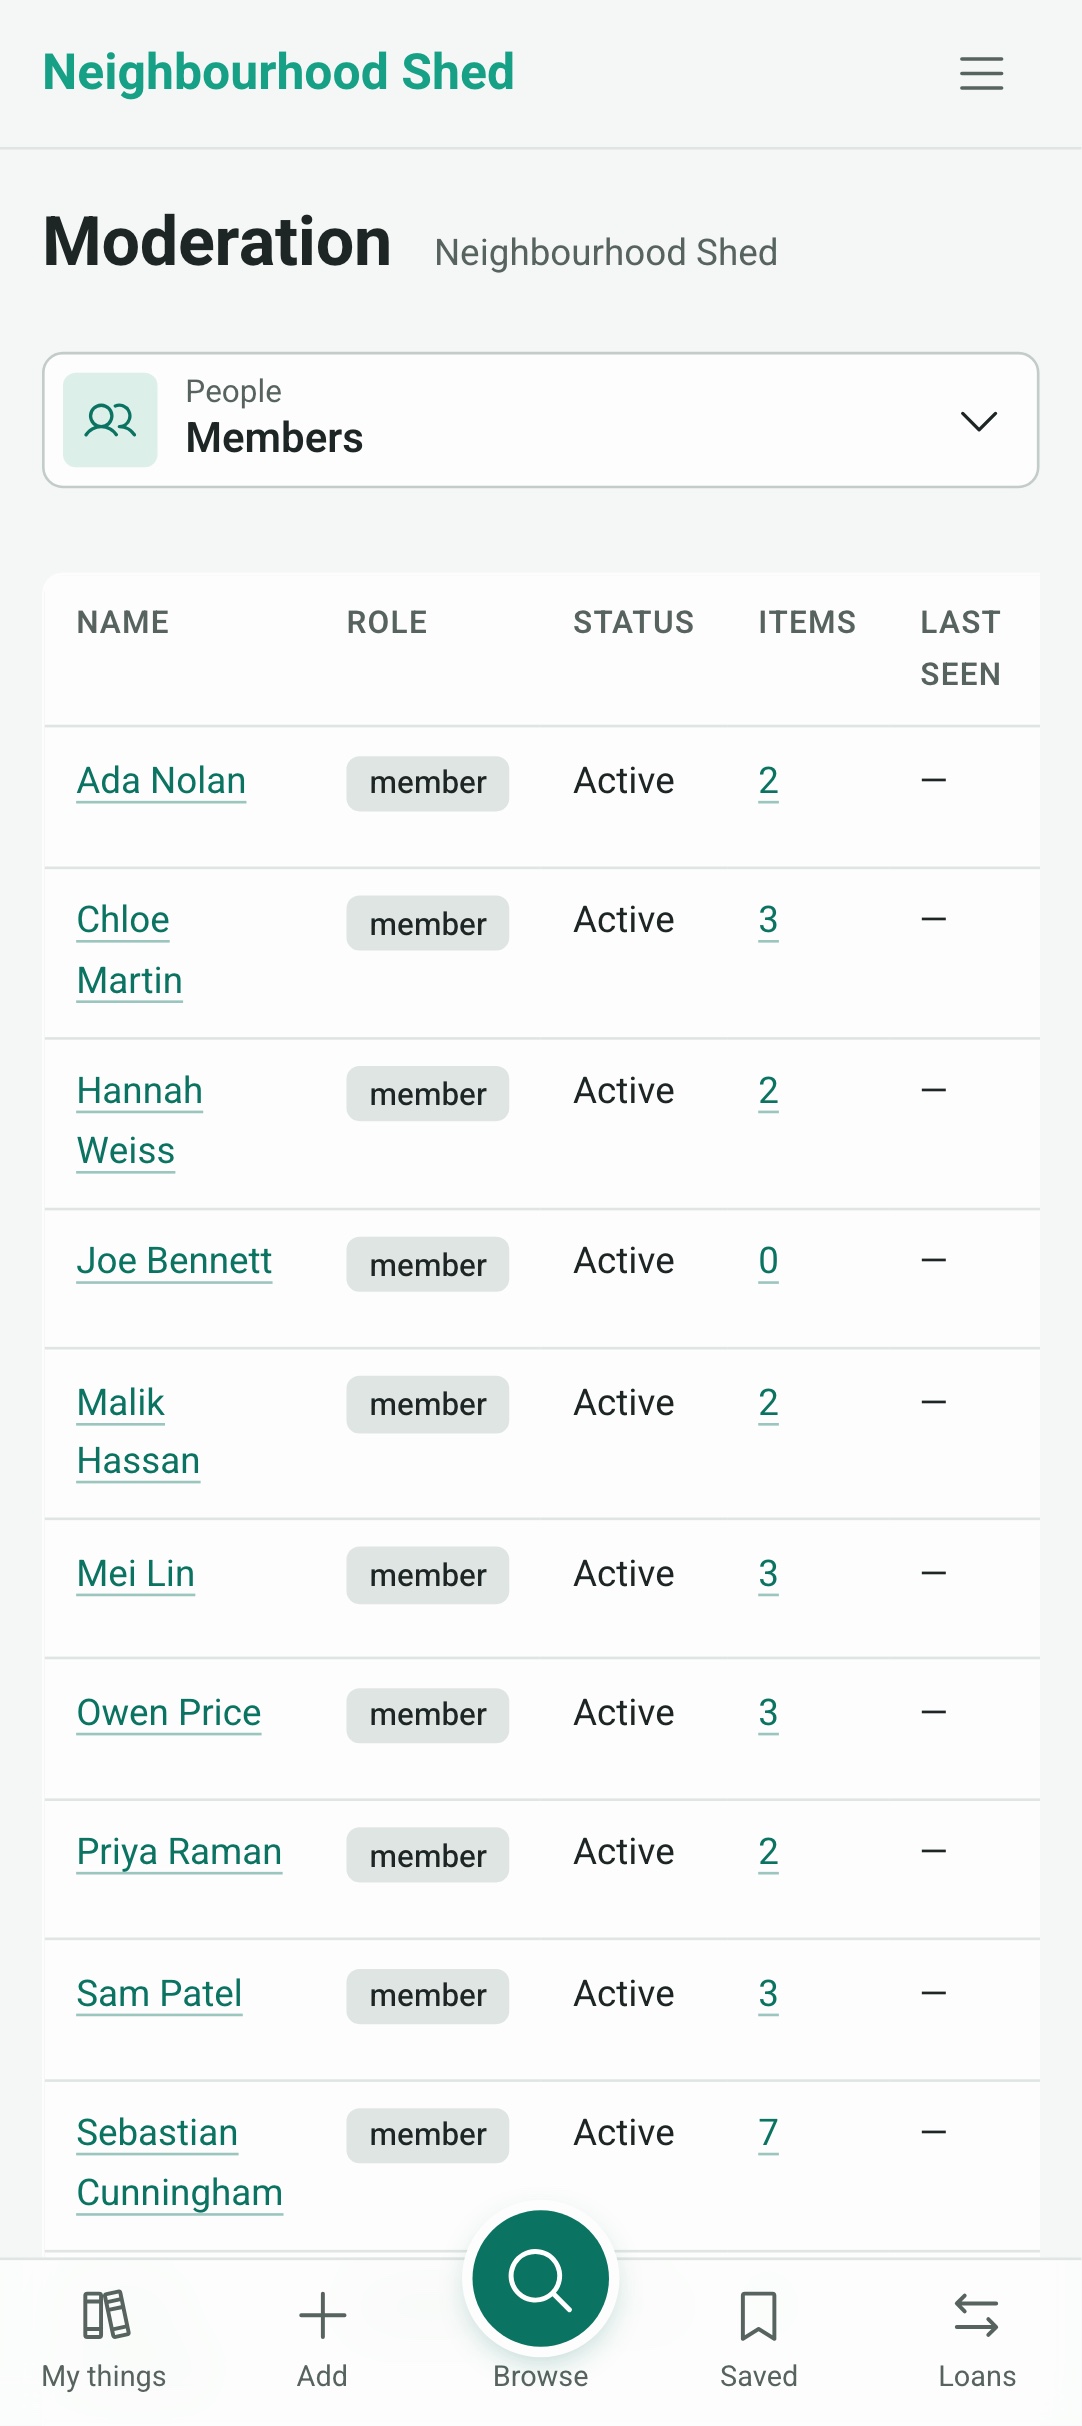 Neighbourhood Shed
Moderation Neighbourhood Shed
People
Members
NAME ROLE STATUS ITEMS LAST SEEN
Ada Nolan member Active 2 —
Chloe Martin member Active 3 —
Hannah Weiss member Active 2 —
Joe Bennett member Active 0 —
Malik Hassan member Active 2 —
Mei Lin member Active 3 —
Owen Price member Active 3 —
Priya Raman member Active 2 —
Sam Patel member Active 3 —
Sebastian Cunningham member Active 7 —
My things Add Browse Saved Loans